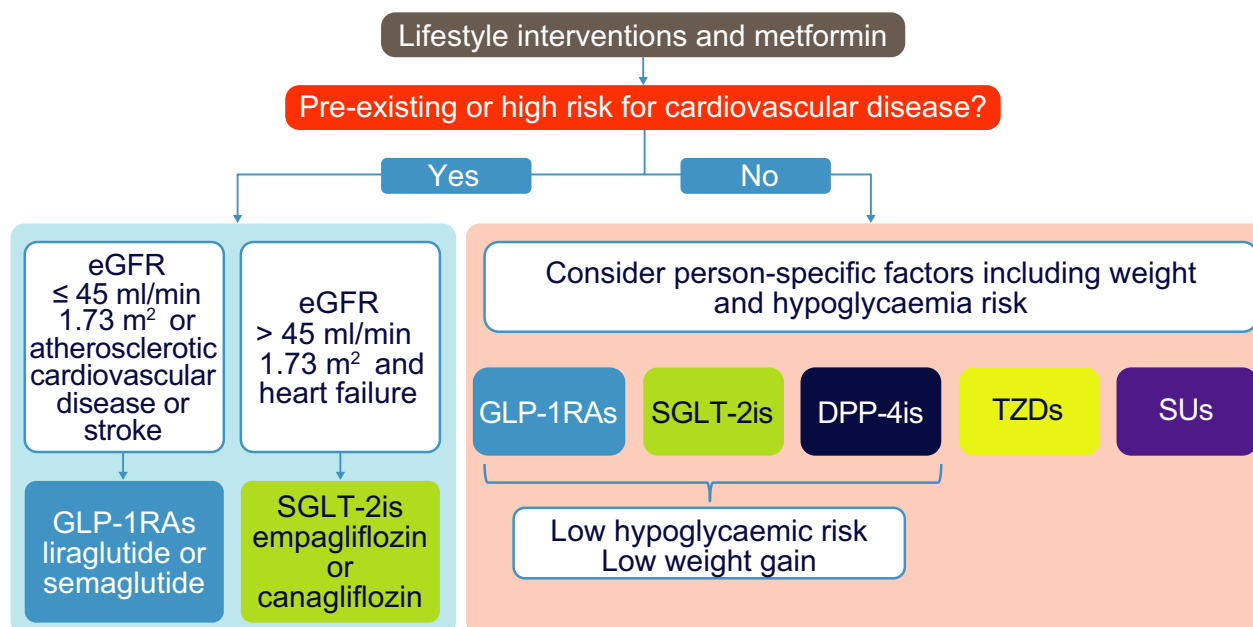 Lifestyle interventions and metformin
Pre-existing or high risk for cardiovascular disease?
Yes
No
eGFR
≤ 45 ml/min
1.73 m² or
atherosclerotic
cardiovascular
disease or
stroke
eGFR
> 45 ml/min
1.73 m² and
heart failure
GLP-1RAs
liraglutide or
semaglutide
SGLT-2is
empagliflozin
or
canagliflozin
Consider person-specific factors including weight
and hypoglycaemia risk
GLP-1RAs
SGLT-2is
DPP-4is
TZDs
SUs
Low hypoglycaemic risk
Low weight gain